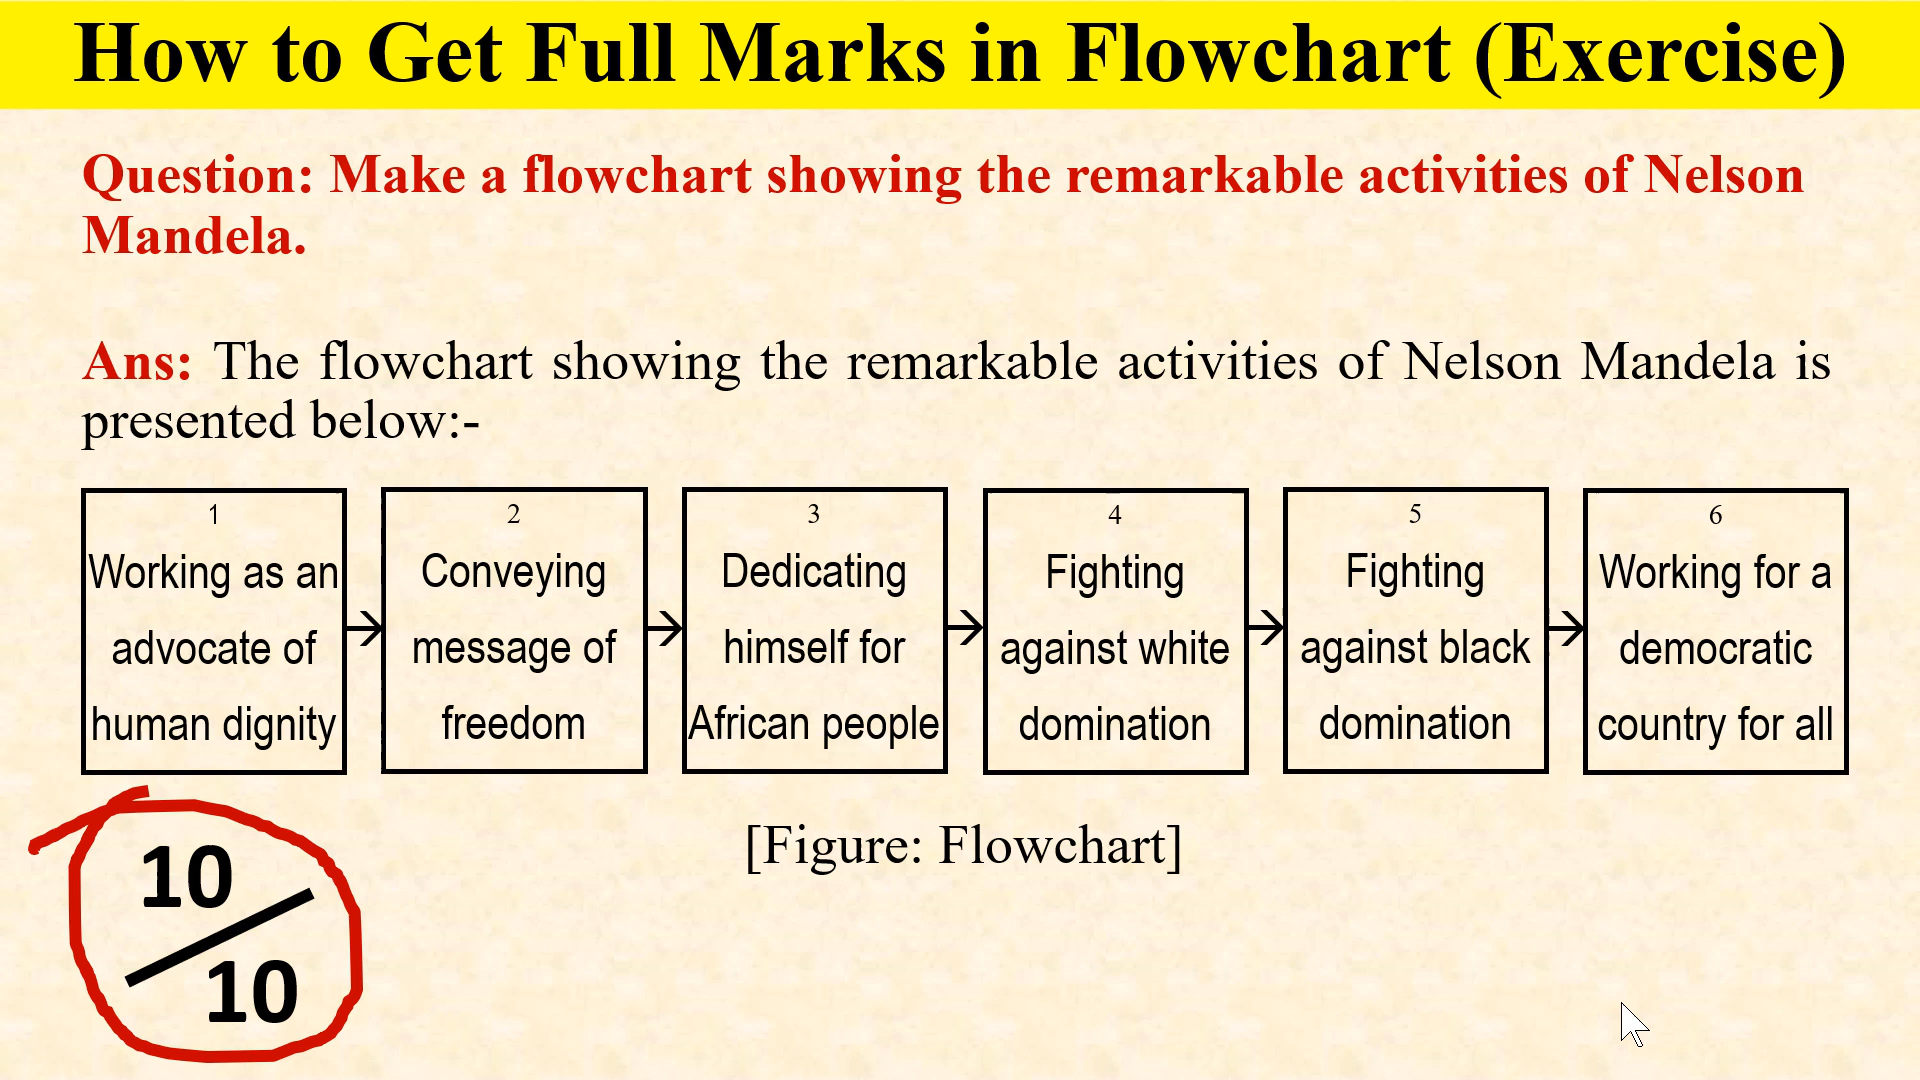 How to Get Full Marks in Flowchart (Exercise)
Question: Make a flowchart showing the remarkable activities of Nelson
Mandela.
Ans: The flowchart showing the remarkable activities of Nelson Mandela is
presented below:-
1
Working as an
advocate of
human dignity
2
Conveying
message of
freedom
3
Dedicating
himself for
African people
4
Fighting
against white
domination
5
Fighting
against black
domination
6
Working for a
democratic
country for all
[Figure: Flowchart]
10
10